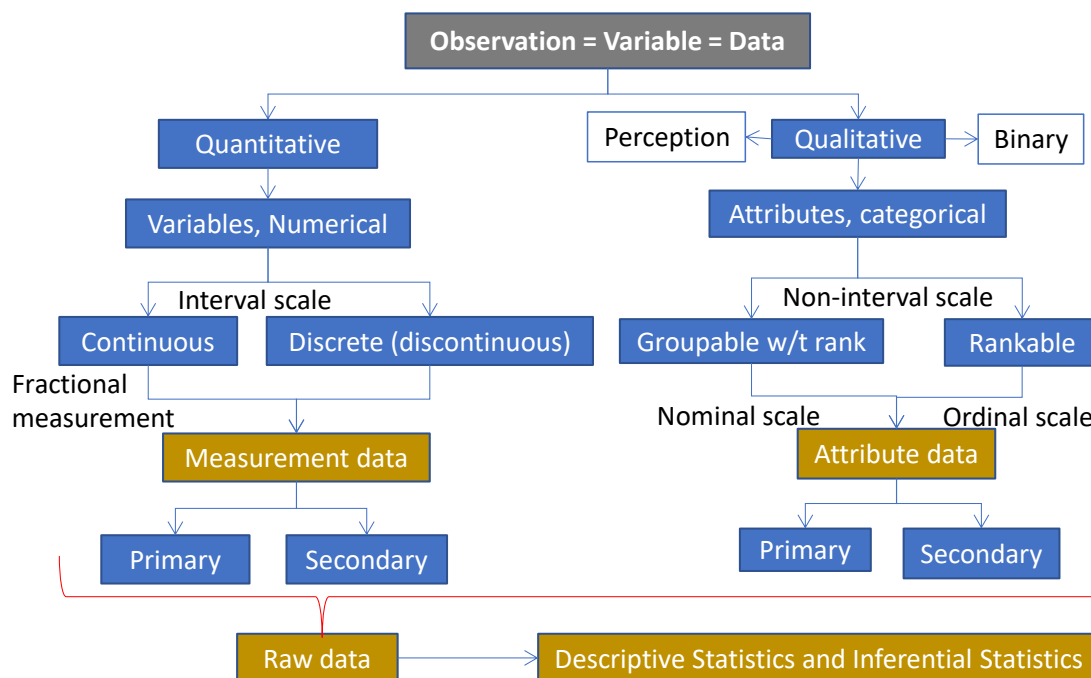 Observation = Variable = Data
Quantitative
Perception
Qualitative
Binary
Variables, Numerical
Attributes, categorical
Interval scale
Non-interval scale
Continuous
Discrete (discontinuous)
Groupable w/t rank
Rankable
Fractional
measurement
Nominal scale
Ordinal scale
Measurement data
Attribute data
Primary
Secondary
Primary
Secondary
Raw data
Descriptive Statistics and Inferential Statistics